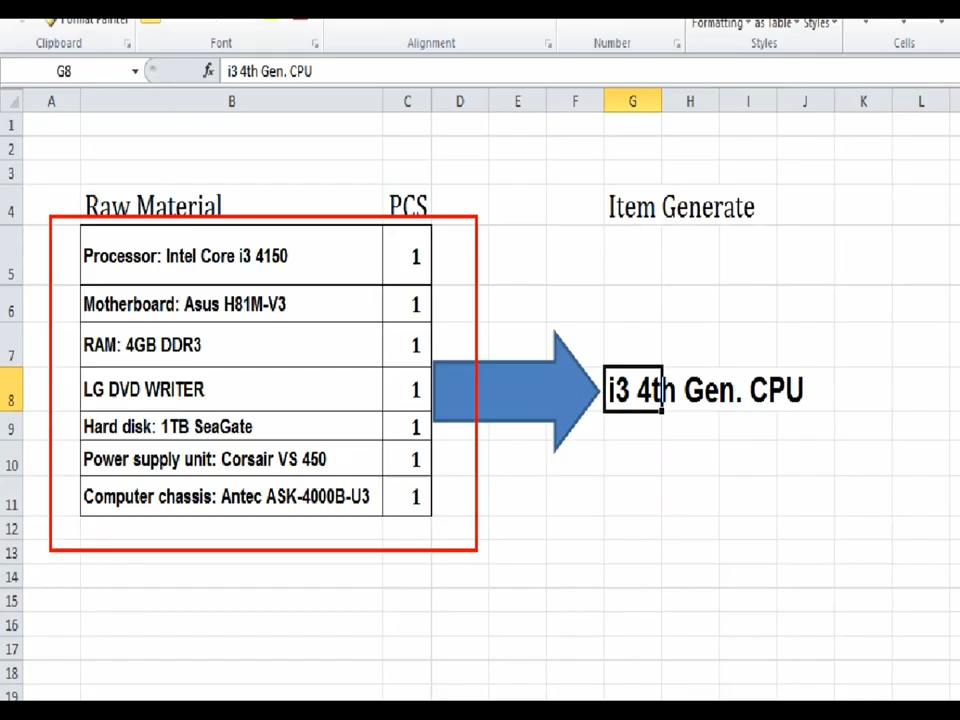 Format Painter
Formatting as Table Styles
Clipboard Font Alignment Number Styles Cells
G8 fx i3 4th Gen. CPU
A B C D E F G H I J K L
1
2
3
4 Raw Material PCS Item Generate
5 Processor: Intel Core i3 4150 1
6 Motherboard: Asus H81M-V3 1
7 RAM: 4GB DDR3 1
8 LG DVD WRITER 1 i3 4th Gen. CPU
9 Hard disk: 1TB SeaGate 1
10 Power supply unit: Corsair VS 450 1
11 Computer chassis: Antec ASK-4000B-U3 1
12
13
14
15
16
17
18
19